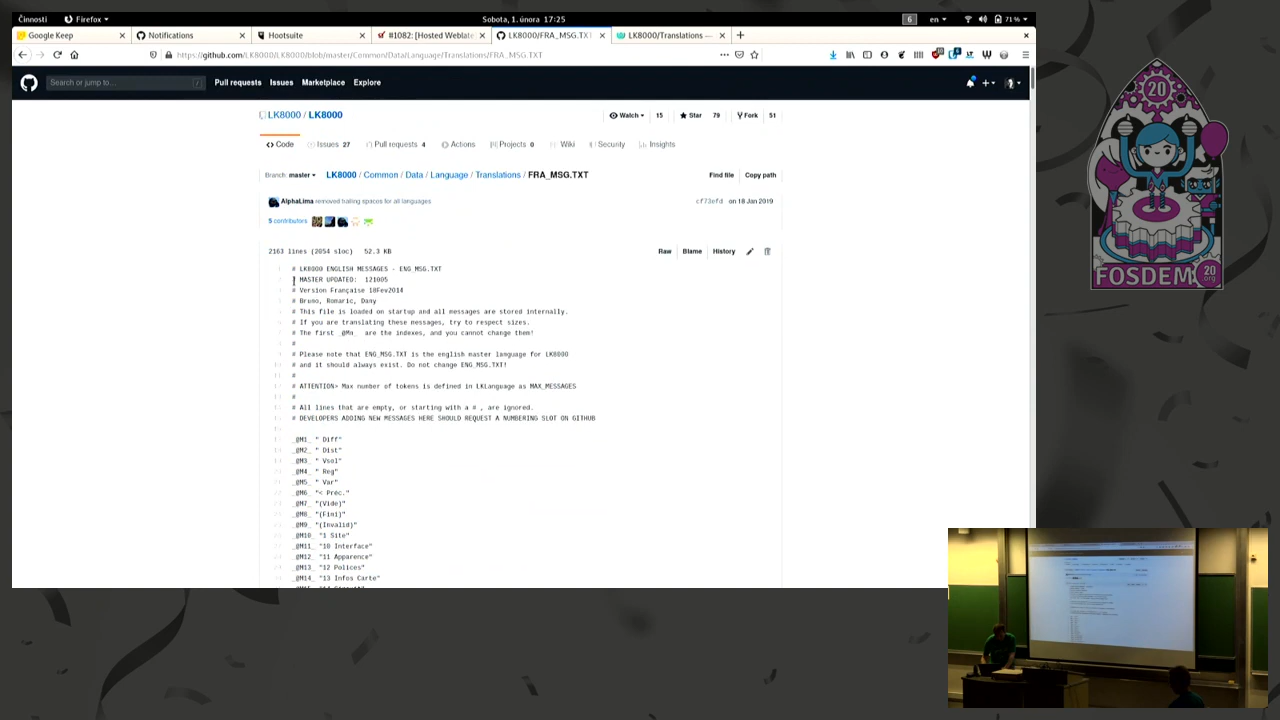 Činnosti Firefox Sobota, 1. února 17:25 6 en 71 %
Google Keep Notifications Hootsuite #1082: [Hosted Weblate LK8000/FRA_MSG.TXT LK8000/Translations —
https://github.com/LK8000/LK8000/blob/master/Common/Data/Language/Translations/FRA_MSG.TXT
Search or jump to... / Pull requests Issues Marketplace Explore
LK8000 / LK8000 Watch 15 Star 79 Fork 51
Code Issues 27 Pull requests 4 Actions Projects 0 Wiki Security Insights
Branch: master LK8000 / Common / Data / Language / Translations / FRA_MSG.TXT Find file Copy path
AlphaLima removed trailing spaces for all languages cf73efd on 18 Jan 2019
5 contributors
2163 lines (2054 sloc) 52.3 KB Raw Blame History
# LK8000 ENGLISH MESSAGES - ENG_MSG.TXT
# MASTER UPDATED: 121005
# Version Française 18Fev2014
# Bruno, Romaric, Dany
# This file is loaded on startup and all messages are stored internally.
# If you are translating these messages, try to respect sizes.
# The first _@Mn_ are the indexes, and you cannot change them!
#
# Please note that ENG_MSG.TXT is the english master language for LK8000
# and it should always exist. Do not change ENG_MSG.TXT!
#
# ATTENTION> Max number of tokens is defined in LKLanguage as MAX_MESSAGES
#
# All lines that are empty, or starting with a # , are ignored.
# DEVELOPERS ADDING NEW MESSAGES HERE SHOULD REQUEST A NUMBERING SLOT ON GITHUB
_@M1_ " Diff"
_@M2_ " Dist"
_@M3_ " Vsol"
_@M4_ " Reg"
_@M5_ " Var"
_@M6_ "< Préc."
_@M7_ "(Vide)"
_@M8_ "(Fini)"
_@M9_ "(Invalid)"
_@M10_ "1 Site"
_@M11_ "10 Interface"
_@M12_ "11 Apparence"
_@M13_ "12 Polices"
_@M14_ "13 Infos Carte"
20
FOSDEM 20 .org